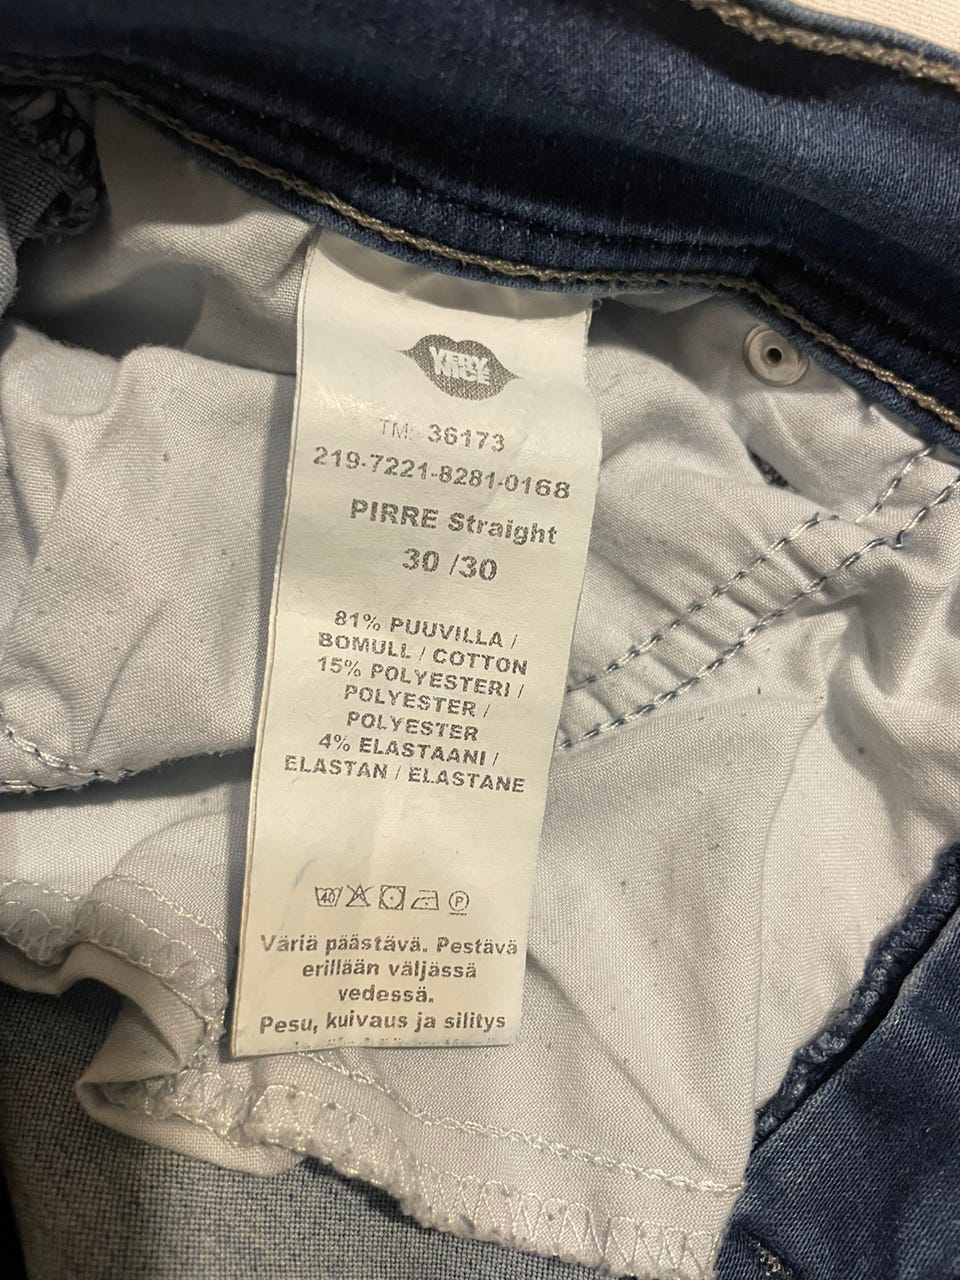 VERY
NICE
TM: 36173
219-7221-8281-0168
PIRRE Straight
30 /30
81% PUUVILLA /
BOMULL / COTTON
15% POLYESTERI /
POLYESTER /
POLYESTER
4% ELASTAANI /
ELASTAN / ELASTANE
40 P
Väriä päästävä. Pestävä
erillään väljässä
vedessä.
Pesu, kuivaus ja silitys